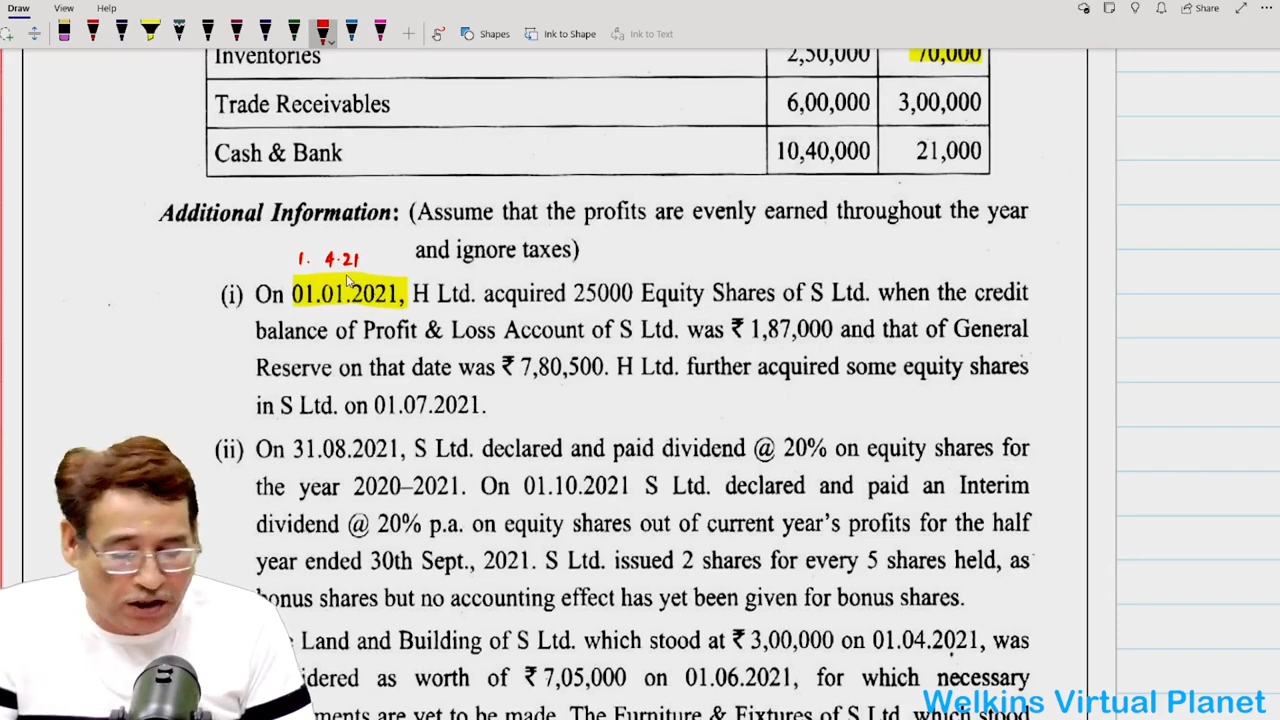 Draw View Help
Share
Shapes Ink to Shape Ink to Text
Inventories 2,50,000 70,000
Trade Receivables 6,00,000 3,00,000
Cash & Bank 10,40,000 21,000
Additional Information: (Assume that the profits are evenly earned throughout the year
and ignore taxes)
1. 4.21
(i) On 01.01.2021, H Ltd. acquired 25000 Equity Shares of S Ltd. when the credit
balance of Profit & Loss Account of S Ltd. was ₹ 1,87,000 and that of General
Reserve on that date was ₹ 7,80,500. H Ltd. further acquired some equity shares
in S Ltd. on 01.07.2021.
(ii) On 31.08.2021, S Ltd. declared and paid dividend @ 20% on equity shares for
the year 2020–2021. On 01.10.2021 S Ltd. declared and paid an Interim
dividend @ 20% p.a. on equity shares out of current year's profits for the half
year ended 30th Sept., 2021. S Ltd. issued 2 shares for every 5 shares held, as
bonus shares but no accounting effect has yet been given for bonus shares.
Land and Building of S Ltd. which stood at ₹ 3,00,000 on 01.04.2021, was
as worth of ₹ 7,05,000 on 01.06.2021, for which necessary
are yet to be made. The Furniture & Fixtures of S Ltd. which stood
Welkins Virtual Planet